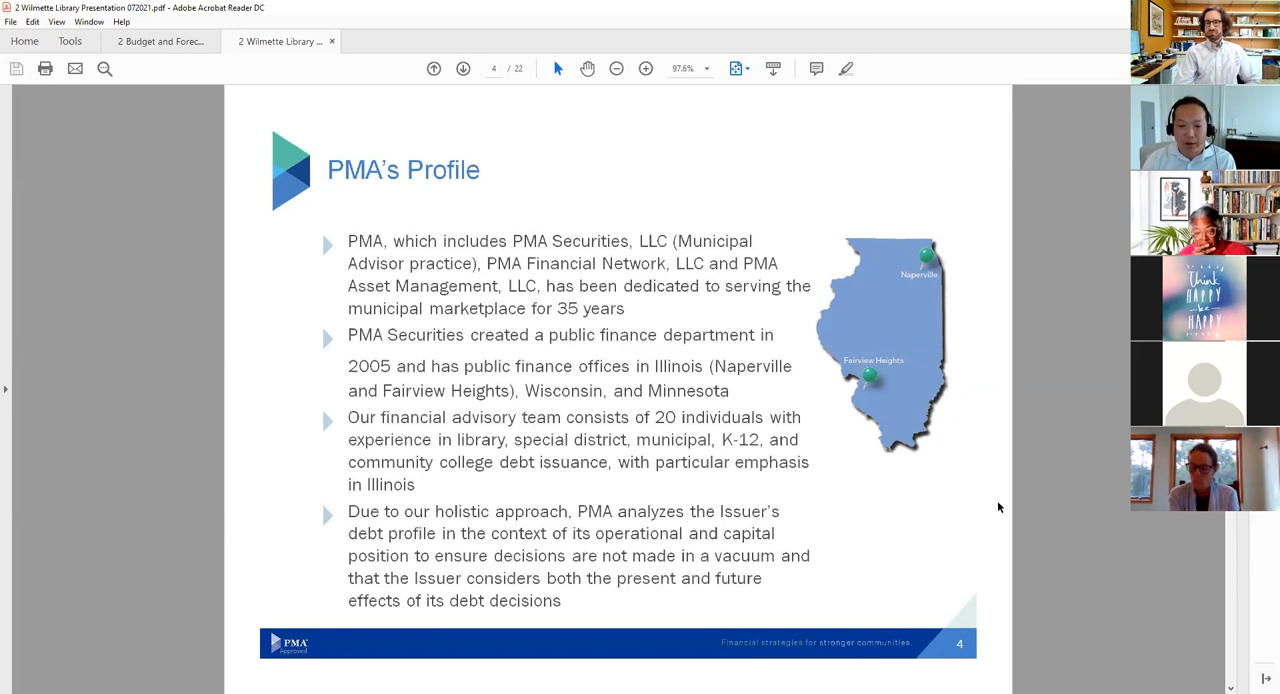 2 Wilmette Library Presentation 072021.pdf - Adobe Acrobat Reader DC
File Edit View Window Help
Home Tools 2 Budget and Forec... 2 Wilmette Library ... ×
4 / 22 97.6%
PMA's Profile
PMA, which includes PMA Securities, LLC (Municipal
Advisor practice), PMA Financial Network, LLC and PMA
Asset Management, LLC, has been dedicated to serving the
municipal marketplace for 35 years
PMA Securities created a public finance department in
2005 and has public finance offices in Illinois (Naperville
and Fairview Heights), Wisconsin, and Minnesota
Our financial advisory team consists of 20 individuals with
experience in library, special district, municipal, K-12, and
community college debt issuance, with particular emphasis
in Illinois
Due to our holistic approach, PMA analyzes the Issuer's
debt profile in the context of its operational and capital
position to ensure decisions are not made in a vacuum and
that the Issuer considers both the present and future
effects of its debt decisions
Naperville
Fairview Heights
PMA
Approved
Financial strategies for stronger communities.
4
Think
HAPPY
be
HAPPY